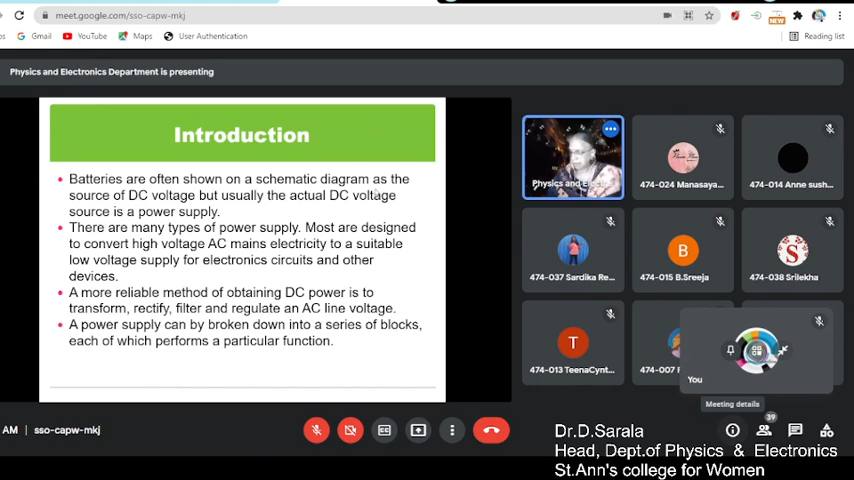 meet.google.com/sso-capw-mkj
NEW
Gmail
YouTube
Maps
User Authentication
Reading list
Physics and Electronics Department is presenting
Introduction
Batteries are often shown on a schematic diagram as the
source of DC voltage but usually the actual DC voltage
source is a power supply.
There are many types of power supply. Most are designed
to convert high voltage AC mains electricity to a suitable
low voltage supply for electronics circuits and other
devices.
A more reliable method of obtaining DC power is to
transform, rectify, filter and regulate an AC line voltage.
A power supply can by broken down into a series of blocks,
each of which performs a particular function.
Physics and Elect
474-024 Manasaya...
474-014 Anne sush...
474-037 Sardika Re...
B
474-015 B.Sreeja
S
474-038 Srilekha
T
474-013 TeenaCynt...
474-007
You
Meeting details
39
AM | sso-capw-mkj
Dr.D.Sarala
Head, Dept.of Physics & Electronics
St.Ann's college for Women